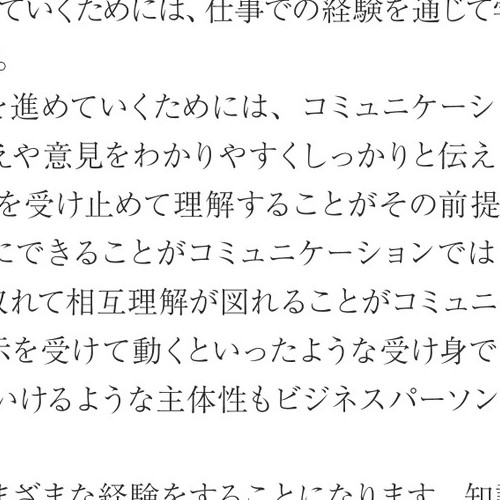 ていくためには、仕事での経験を通じて
。
を進めていくためには、コミュニケーシ
えや意見をわかりやすくしっかりと伝え
を受け止めて理解することがその前提
にできることがコミュニケーションでは
取れて相互理解が図れることがコミュニ
示を受けて動くといったような受け身で
いけるような主体性もビジネスパーソン
まざまな経験をすることになります。知